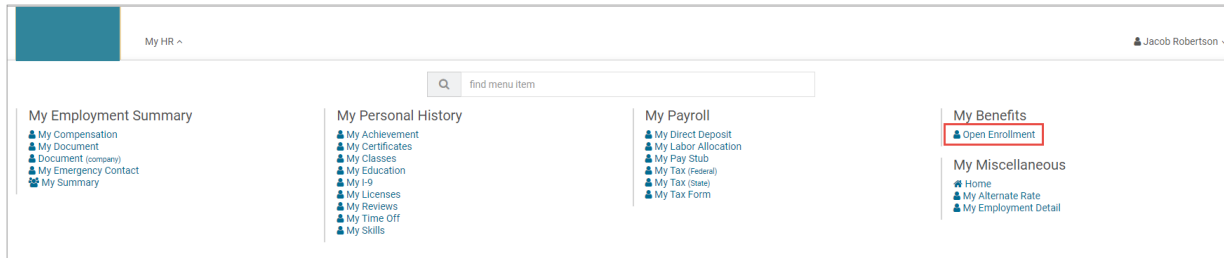 My HR
Jacob Robertson
find menu item
My Employment Summary
My Compensation
My Document
Document (company)
My Emergency Contact
My Summary
My Personal History
My Achievement
My Certificates
My Classes
My Education
My I-9
My Licenses
My Reviews
My Time Off
My Skills
My Payroll
My Direct Deposit
My Labor Allocation
My Pay Stub
My Tax (Federal)
My Tax (State)
My Tax Form
My Benefits
Open Enrollment
My Miscellaneous
Home
My Alternate Rate
My Employment Detail